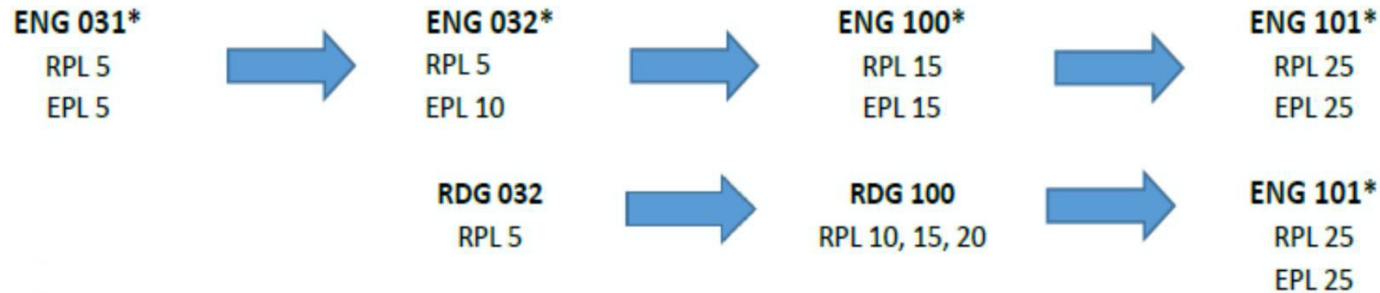 ENG 031* ENG 032* ENG 100* ENG 101*
RPL 5 RPL 5 RPL 15 RPL 25
EPL 5 EPL 10 EPL 15 EPL 25
RDG 032 RDG 100 ENG 101*
RPL 5 RPL 10, 15, 20 RPL 25
EPL 25